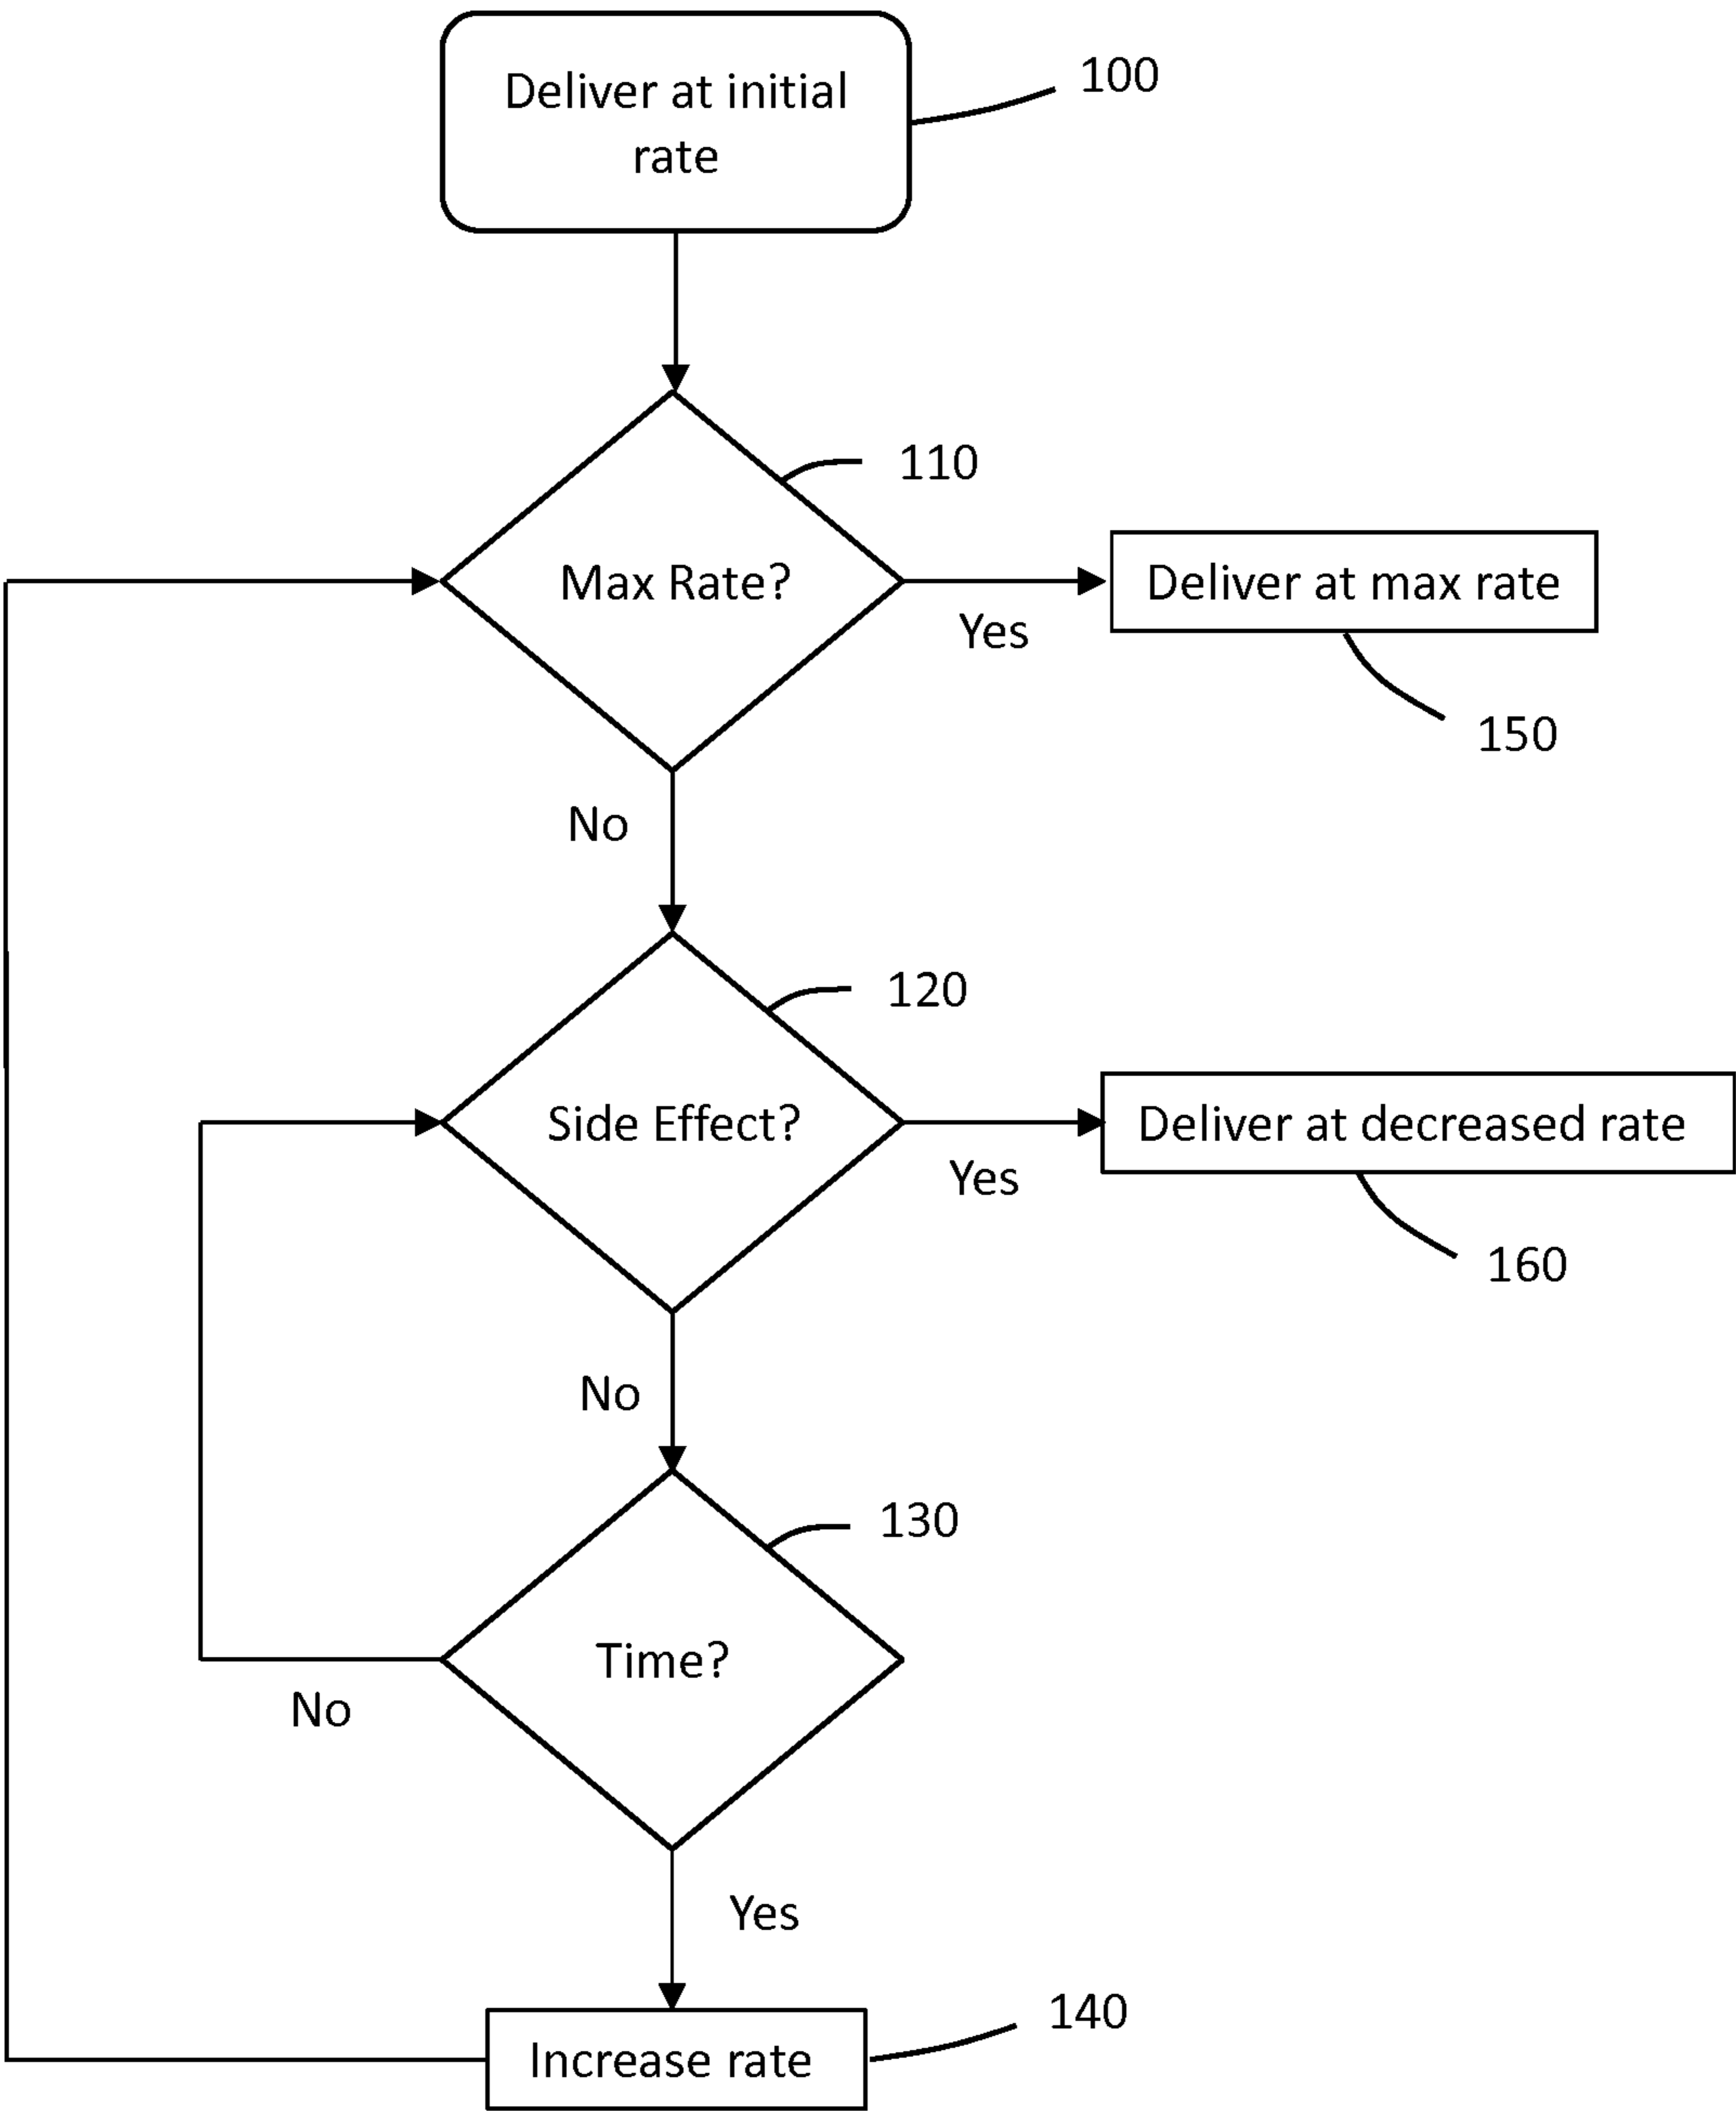 Deliver at initial
rate
100
110
Max Rate?
Yes
Deliver at max rate
150
No
120
Side Effect?
Yes
Deliver at decreased rate
160
No
130
Time?
No
Yes
140
Increase rate